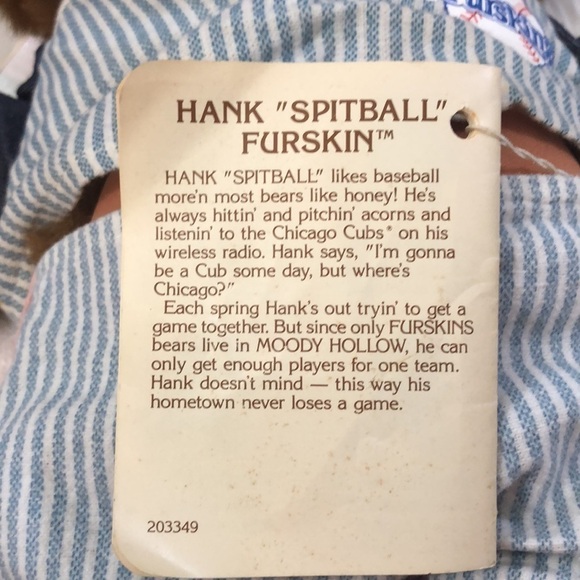 Furskins
HANK "SPITBALL"
FURSKIN™
HANK "SPITBALL" likes baseball
more'n most bears like honey! He's
always hittin' and pitchin' acorns and
listenin' to the Chicago Cubs® on his
wireless radio. Hank says, "I'm gonna
be a Cub some day, but where's
Chicago?"
Each spring Hank's out tryin' to get a
game together. But since only FURSKINS
bears live in MOODY HOLLOW, he can
only get enough players for one team.
Hank doesn't mind — this way his
hometown never loses a game.
203349